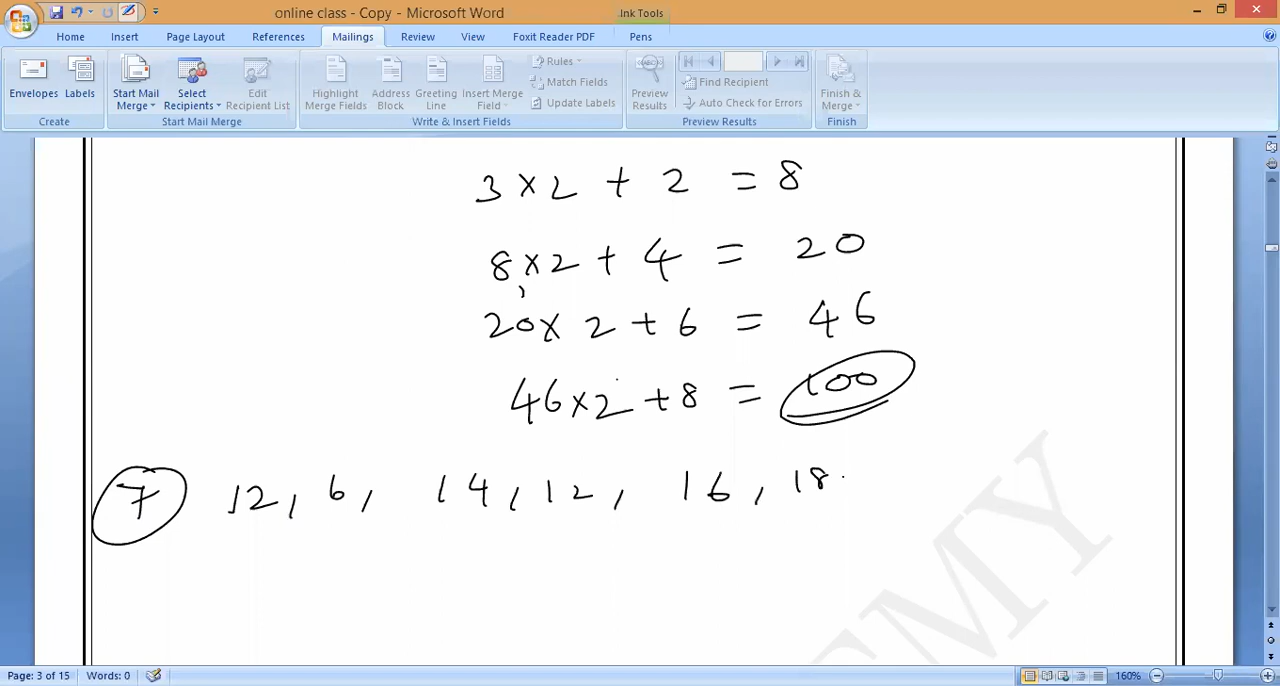 online class - Copy - Microsoft Word
Ink Tools
Home Insert Page Layout References Mailings Review View Foxit Reader PDF Pens
Envelopes Labels
Start Mail Merge Select Recipients Edit Recipient List
Highlight Merge Fields Address Block Greeting Line Insert Merge Field
Rules
Match Fields
Update Labels
Preview Results
Find Recipient
Auto Check for Errors
Finish & Merge
Create Start Mail Merge Write & Insert Fields Preview Results Finish
3 × 2 + 2 = 8
8 × 2 + 4 = 20
20 × 2 + 6 = 46
46 × 2 + 8 = 100
7 12, 6, 14, 12, 16, 18.
EMY
Page: 3 of 15 Words: 0 160%